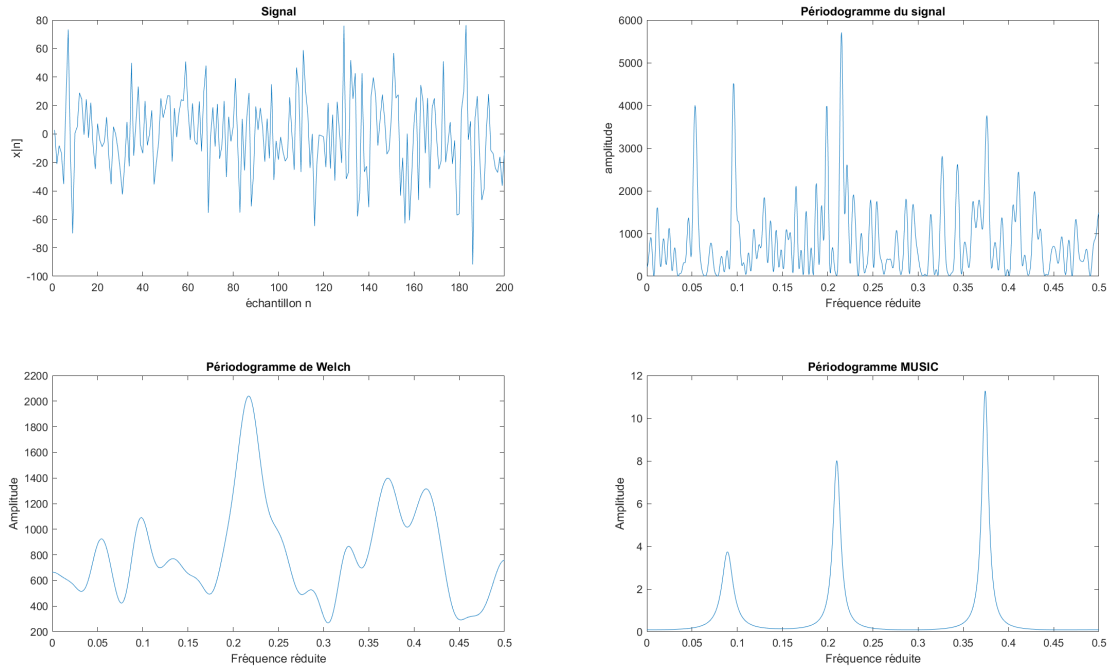 Signal
80
60
40
20
0
-20
-40
-60
-80
-100
x|n]
0 20 40 60 80 100 120 140 160 180 200
échantillon n
Périodogramme du signal
6000
5000
4000
3000
2000
1000
0
amplitude
0 0.05 0.1 0.15 0.2 0.25 0.3 0.35 0.4 0.45 0.5
Fréquence réduite
Périodogramme de Welch
2200
2000
1800
1600
1400
1200
1000
800
600
400
200
Amplitude
0 0.05 0.1 0.15 0.2 0.25 0.3 0.35 0.4 0.45 0.5
Fréquence réduite
Périodogramme MUSIC
12
10
8
6
4
2
0
Amplitude
0 0.05 0.1 0.15 0.2 0.25 0.3 0.35 0.4 0.45 0.5
Fréquence réduite